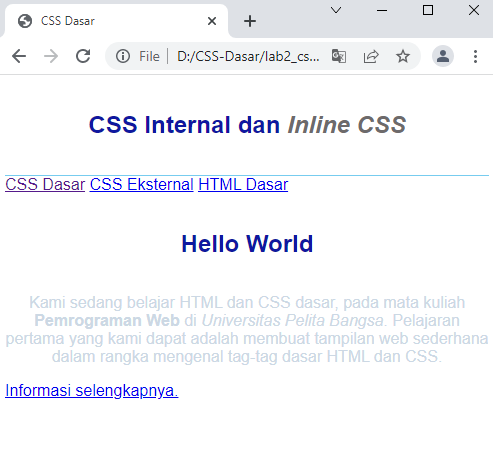 CSS Dasar
File D:/CSS-Dasar/lab2_cs...
CSS Internal dan Inline CSS
CSS Dasar CSS Eksternal HTML Dasar
Hello World
Kami sedang belajar HTML dan CSS dasar, pada mata kuliah
Pemrograman Web di Universitas Pelita Bangsa. Pelajaran
pertama yang kami dapat adalah membuat tampilan web sederhana
dalam rangka mengenal tag-tag dasar HTML dan CSS.
Informasi selengkapnya.